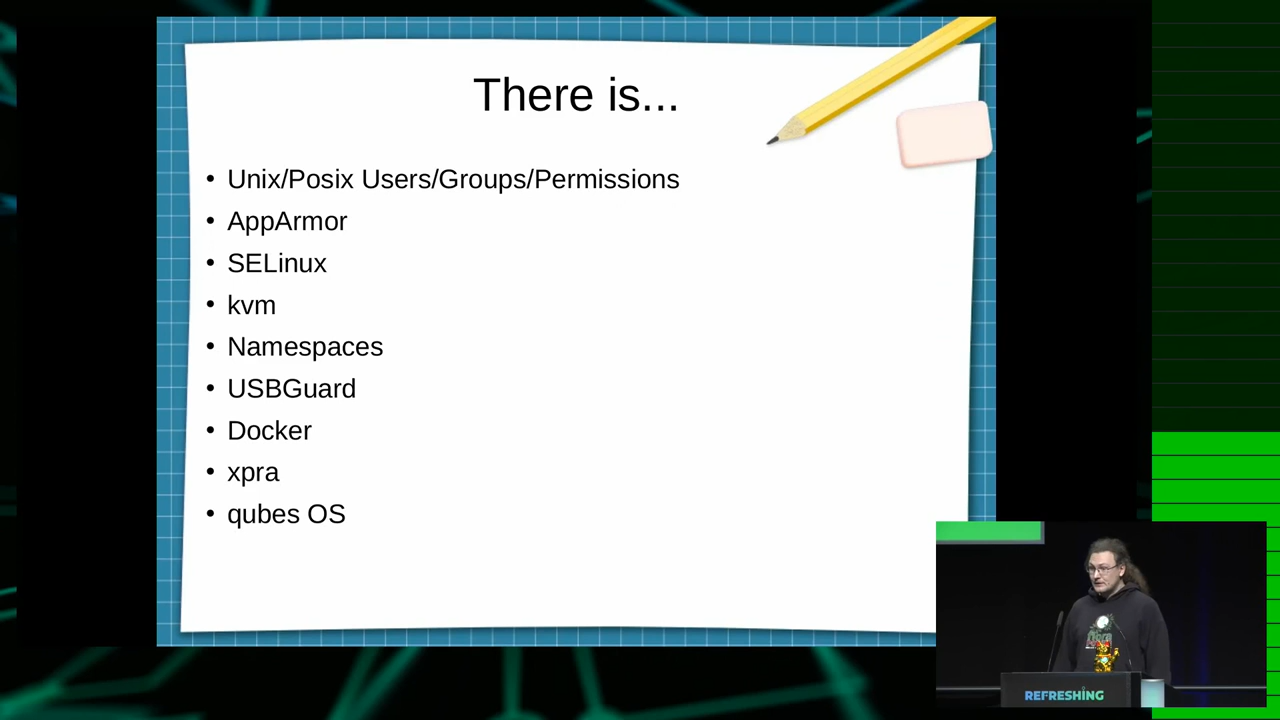 There is...
• Unix/Posix Users/Groups/Permissions
• AppArmor
• SELinux
• kvm
• Namespaces
• USBGuard
• Docker
• xpra
• qubes OS
REFRESHING